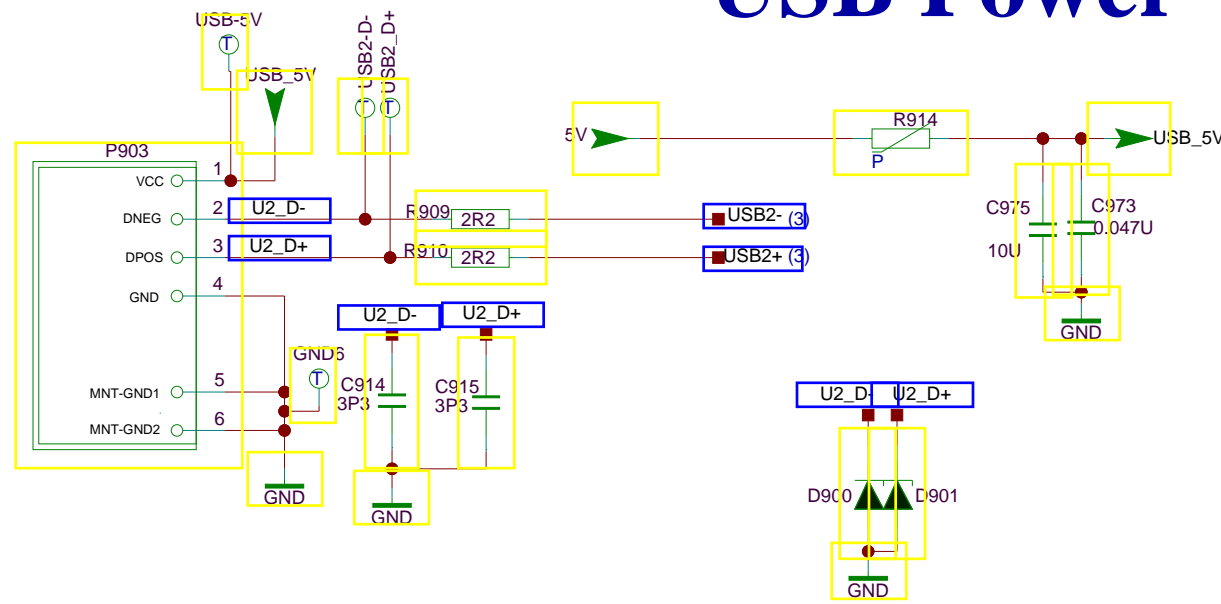 USB Power
USB-5V
T
USB_5V
USB2-D-
USB2_D+
T
T
5V
R914
P
USB_5V
P903
VCC
1
DNEG
2
U2_D-
R909
2R2
USB2-
(3)
DPOS
3
U2_D+
R910
2R2
USB2+
(3)
C975
10U
C973
0.047U
GND
GND
4
GND6
T
U2_D-
U2_D+
C914
3P3
C915
3P3
MNT-GND1
5
MNT-GND2
6
GND
GND
U2_D-
U2_D+
D900
D901
GND